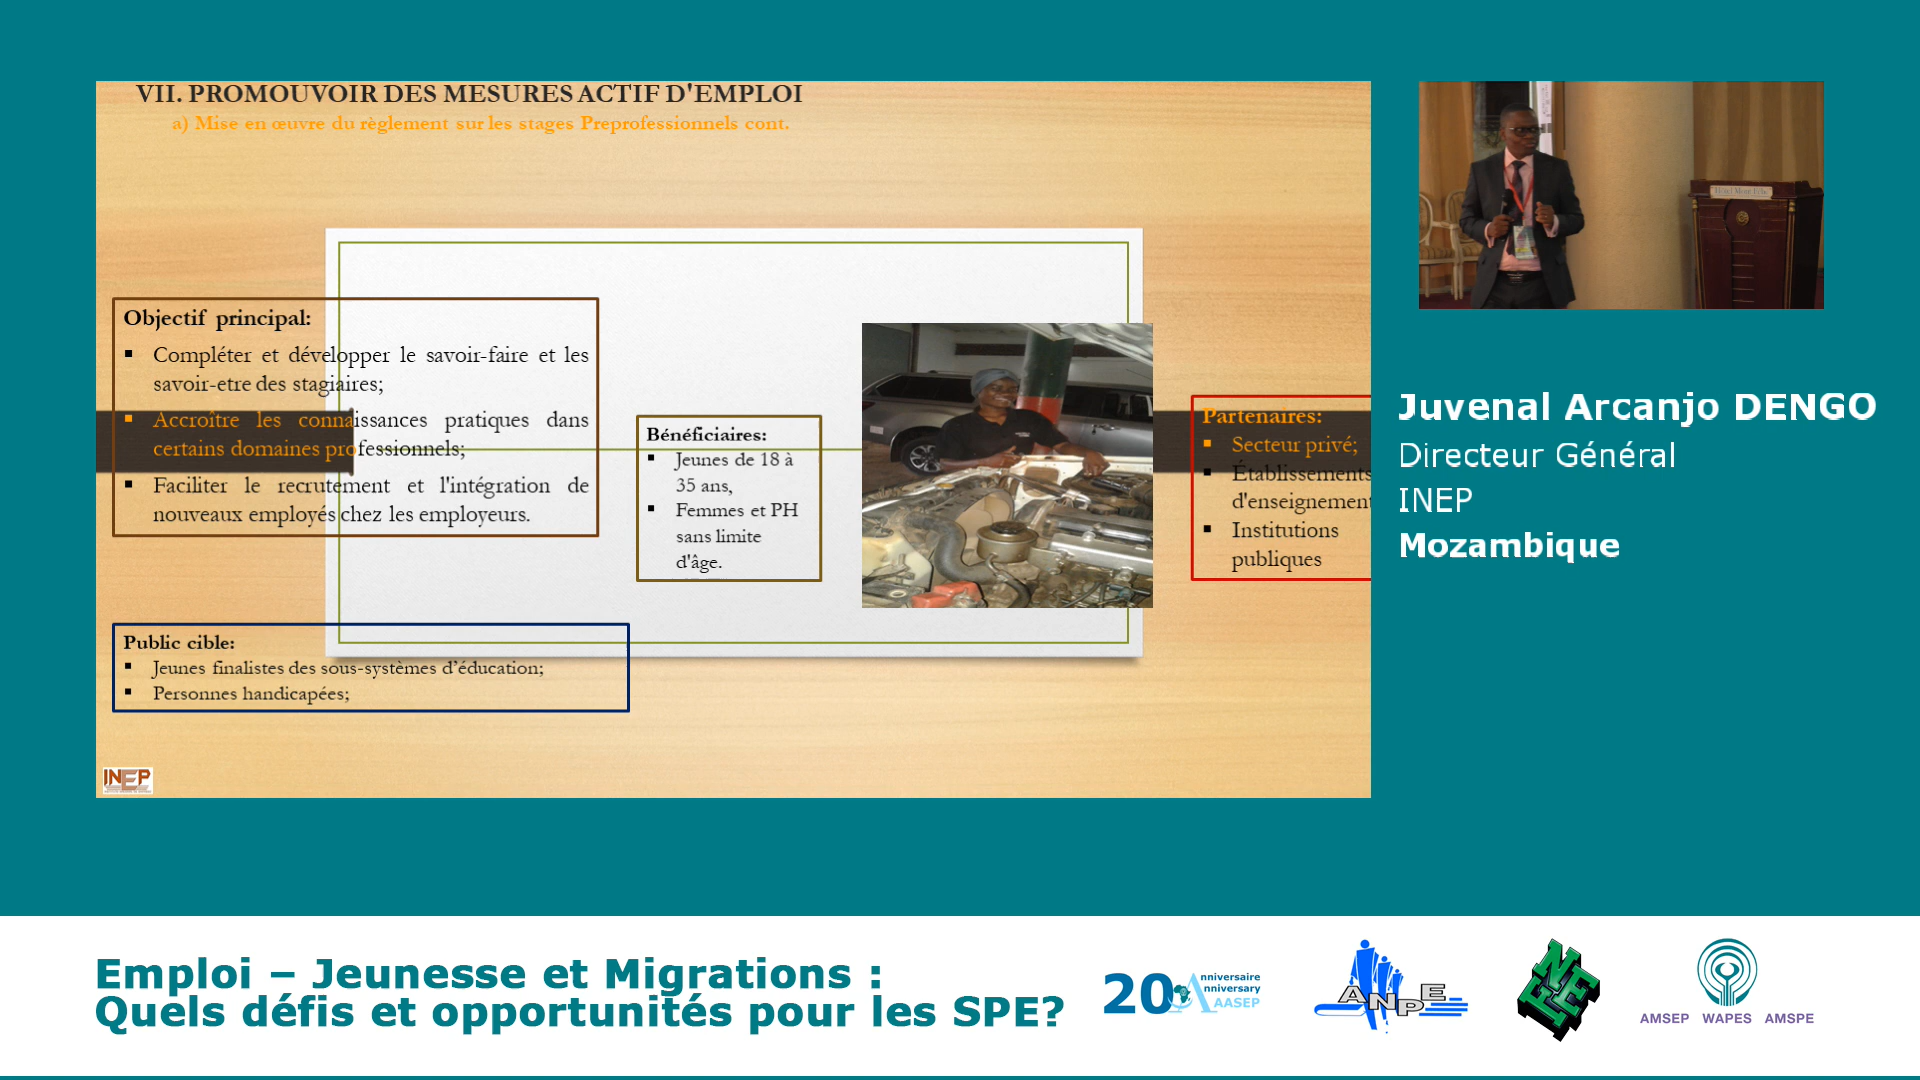 VII. PROMOUVOIR DES MESURES ACTIF D'EMPLOI
a) Mise en œuvre du règlement sur les stages Preprofessionnels cont.
Objectif principal:
▪ Compléter et développer le savoir-faire et les
savoir-etre des stagiaires;
▪ Accroître les connaissances pratiques dans
certains domaines professionnels;
▪ Faciliter le recrutement et l'intégration de
nouveaux employés chez les employeurs.
Bénéficiaires:
▪ Jeunes de 18 à
35 ans,
▪ Femmes et PH
sans limite
d'âge.
Partenaires:
▪ Secteur privé;
▪ Établissements
d'enseignement
▪ Institutions
publiques
Public cible:
▪ Jeunes finalistes des sous-systèmes d'éducation;
▪ Personnes handicapées;
INEP
Juvenal Arcanjo DENGO
Directeur Général
INEP
Mozambique
Emploi – Jeunesse et Migrations :
Quels défis et opportunités pour les SPE?
20 Anniversaire
Anniversary
AASEP
ANPE
NEEF
AMSEP WAPES AMSPE